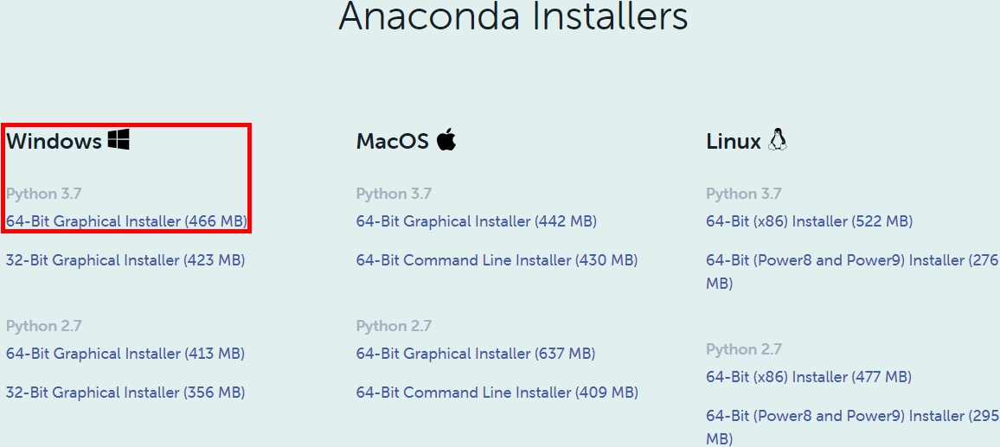 Anaconda Installers
Windows
Python 3.7
64-Bit Graphical Installer (466 MB)
32-Bit Graphical Installer (423 MB)
Python 2.7
64-Bit Graphical Installer (413 MB)
32-Bit Graphical Installer (356 MB)
MacOS
Python 3.7
64-Bit Graphical Installer (442 MB)
64-Bit Command Line Installer (430 MB)
Python 2.7
64-Bit Graphical Installer (637 MB)
64-Bit Command Line Installer (409 MB)
Linux
Python 3.7
64-Bit (x86) Installer (522 MB)
64-Bit (Power8 and Power9) Installer (276
MB)
Python 2.7
64-Bit (x86) Installer (477 MB)
64-Bit (Power8 and Power9) Installer (295
MB)